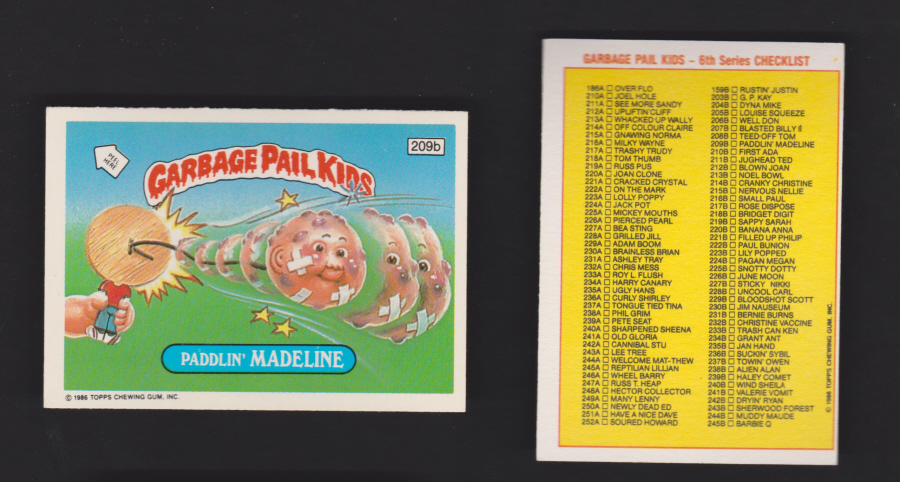 PEEL HERE
GARBAGE PAIL KIDS
209b
PADDLIN' MADELINE
© 1986 TOPPS CHEWING GUM, INC.
GARBAGE PAIL KIDS - 6th Series CHECKLIST
186A □ OVER FLO
210A □ JOEL HOLE
211A □ SEE MORE SANDY
212A □ UPLIFTIN' CLIFF
213A □ WHACKED UP WALLY
214A □ OFF COLOUR CLAIRE
215A □ GNAWING NORMA
216A □ MILKY WAYNE
217A □ TRASHY TRUDY
218A □ TOM THUMB
219A □ RUSS PUS
220A □ JOAN CLONE
221A □ CRACKED CRYSTAL
222A □ ON THE MARK
223A □ LOLLY POPPY
224A □ JACK POT
225A □ MICKEY MOUTHS
226A □ PIERCED PEARL
227A □ BEA STING
228A □ GRILLED JILL
229A □ ADAM BOOM
230A □ BRAINLESS BRIAN
231A □ ASHLEY TRAY
232A □ CHRIS MESS
233A □ ROY L. FLUSH
234A □ HARRY CANARY
235A □ UGLY HANS
236A □ CURLY SHIRLEY
237A □ TONGUE TIED TINA
238A □ PHIL GRIM
239A □ PETE SEAT
240A □ SHARPENED SHEENA
241A □ OLD GLORIA
242A □ CANNIBAL STU
243A □ LEE TREE
244A □ WELCOME MAT-THEW
245A □ REPTILIAN LILLIAN
246A □ WHEEL BARRY
247A □ RUSS T. HEAP
248A □ HECTOR COLLECTOR
249A □ MANY LENNY
250A □ NEWLY DEAD ED
251A □ HAVE A NICE DAVE
252A □ SOURED HOWARD
159B □ RUSTIN' JUSTIN
203B □ G. P. KAY
204B □ DYNA MIKE
205B □ LOUISE SQUEEZE
206B □ WELL DON
207B □ BLASTED BILLY II
208B □ TEED-OFF TOM
209B □ PADDLIN' MADELINE
210B □ FIRST ADA
211B □ JUGHEAD TED
212B □ BLOWN JOAN
213B □ NOEL BOWL
214B □ CRANKY CHRISTINE
215B □ NERVOUS NELLIE
216B □ SMALL PAUL
217B □ ROSE DISPOSE
218B □ BRIDGET DIGIT
219B □ SAPPY SARAH
220B □ BANANA ANNA
221B □ FILLED UP PHILIP
222B □ PAUL BUNION
223B □ LILY POPPED
224B □ PAGAN MEGAN
225B □ SNOTTY DOTTY
226B □ JUNE MOON
227B □ STICKY NIKKI
228B □ UNCOOL CARL
229B □ BLOODSHOT SCOTT
230B □ JIM NAUSEUM
231B □ BERNIE BURNS
232B □ CHRISTINE VACCINE
233B □ TRASH CAN KEN
234B □ GRANT ANT
235B □ JAN HAND
236B □ SUCKIN' SYBIL
237B □ TOWIN' OWEN
238B □ ALIEN ALAN
239B □ HALEY COMET
240B □ WIND SHEILA
241B □ VALERIE VOMIT
242B □ DRYIN' RYAN
243B □ SHERWOOD FOREST
244B □ MUDDY MAUDE
245B □ BARBIE Q
© 1986 TOPPS CHEWING GUM, INC.